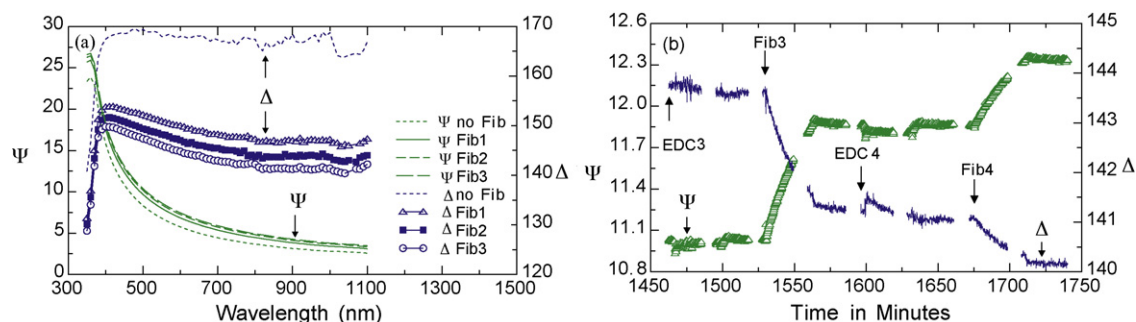 (a)
30
25
20
15
10
5
0
Ψ
170
160
150
140
130
120
Δ
300 500 700 900 1100 1300 1500
Wavelength (nm)
Δ
Ψ
Ψ no Fib
Ψ Fib1
Ψ Fib2
Ψ Fib3
Δ no Fib
Δ Fib1
Δ Fib2
Δ Fib3
(b)
12.6
12.3
12.0
11.7
11.4
11.1
10.8
Ψ
145
144
143
142
141
140
Δ
1450 1500 1550 1600 1650 1700 1750
Time in Minutes
EDC3
Fib3
EDC 4
Fib4
Ψ
Δ